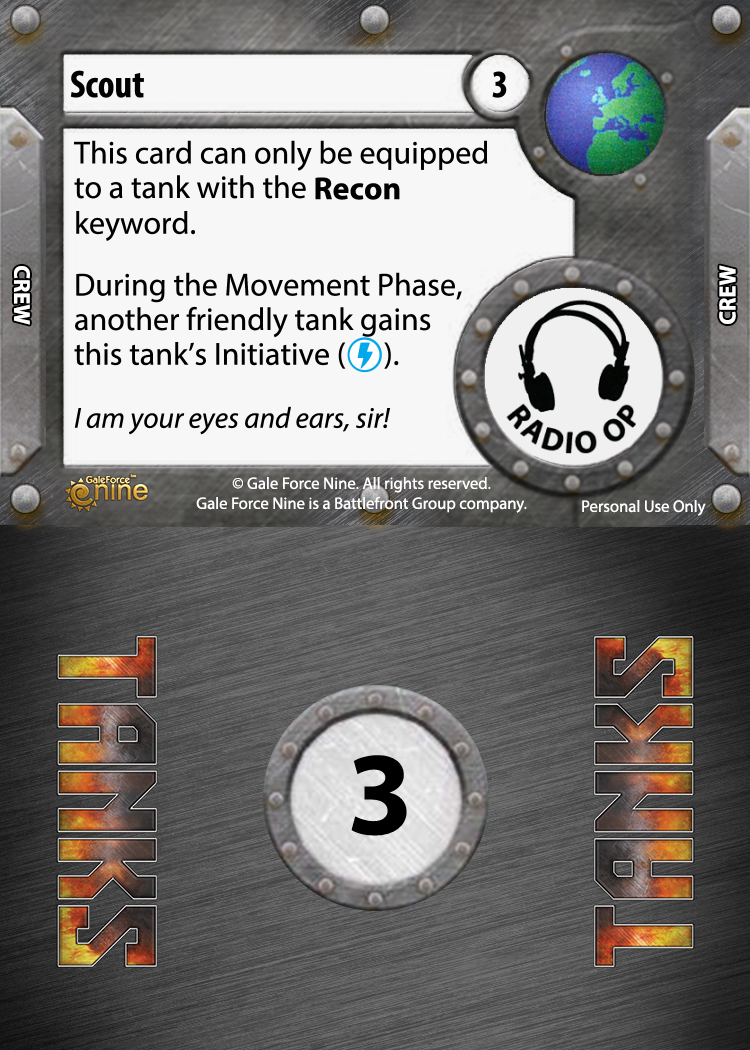 Scout
3
This card can only be equipped
to a tank with the Recon
keyword.
During the Movement Phase,
another friendly tank gains
this tank's Initiative ( ).
I am your eyes and ears, sir!
CREW
CREW
RADIO OP
GaleForce™
nine
© Gale Force Nine. All rights reserved.
Gale Force Nine is a Battlefront Group company.
Personal Use Only
TANKS
3
TANKS